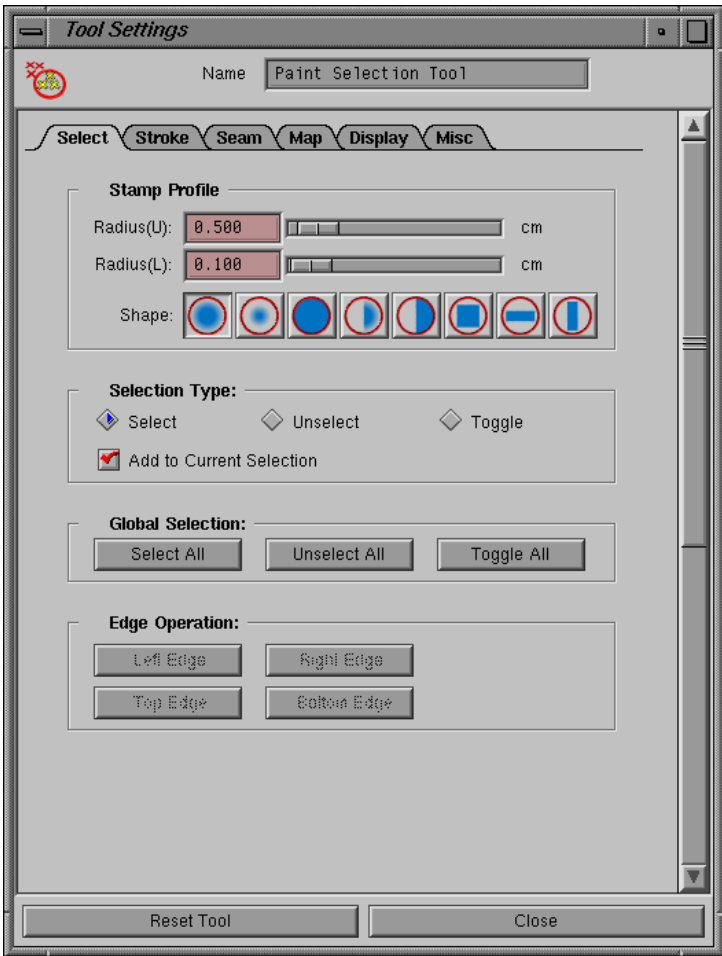 Tool Settings
Name Paint Selection Tool
Select Stroke Seam Map Display Misc
Stamp Profile
Radius(U): 0.500 cm
Radius(L): 0.100 cm
Shape:
Selection Type:
Select Unselect Toggle
Add to Current Selection
Global Selection:
Select All Unselect All Toggle All
Edge Operation:
Left Edge Right Edge
Top Edge Bottom Edge
Reset Tool Close